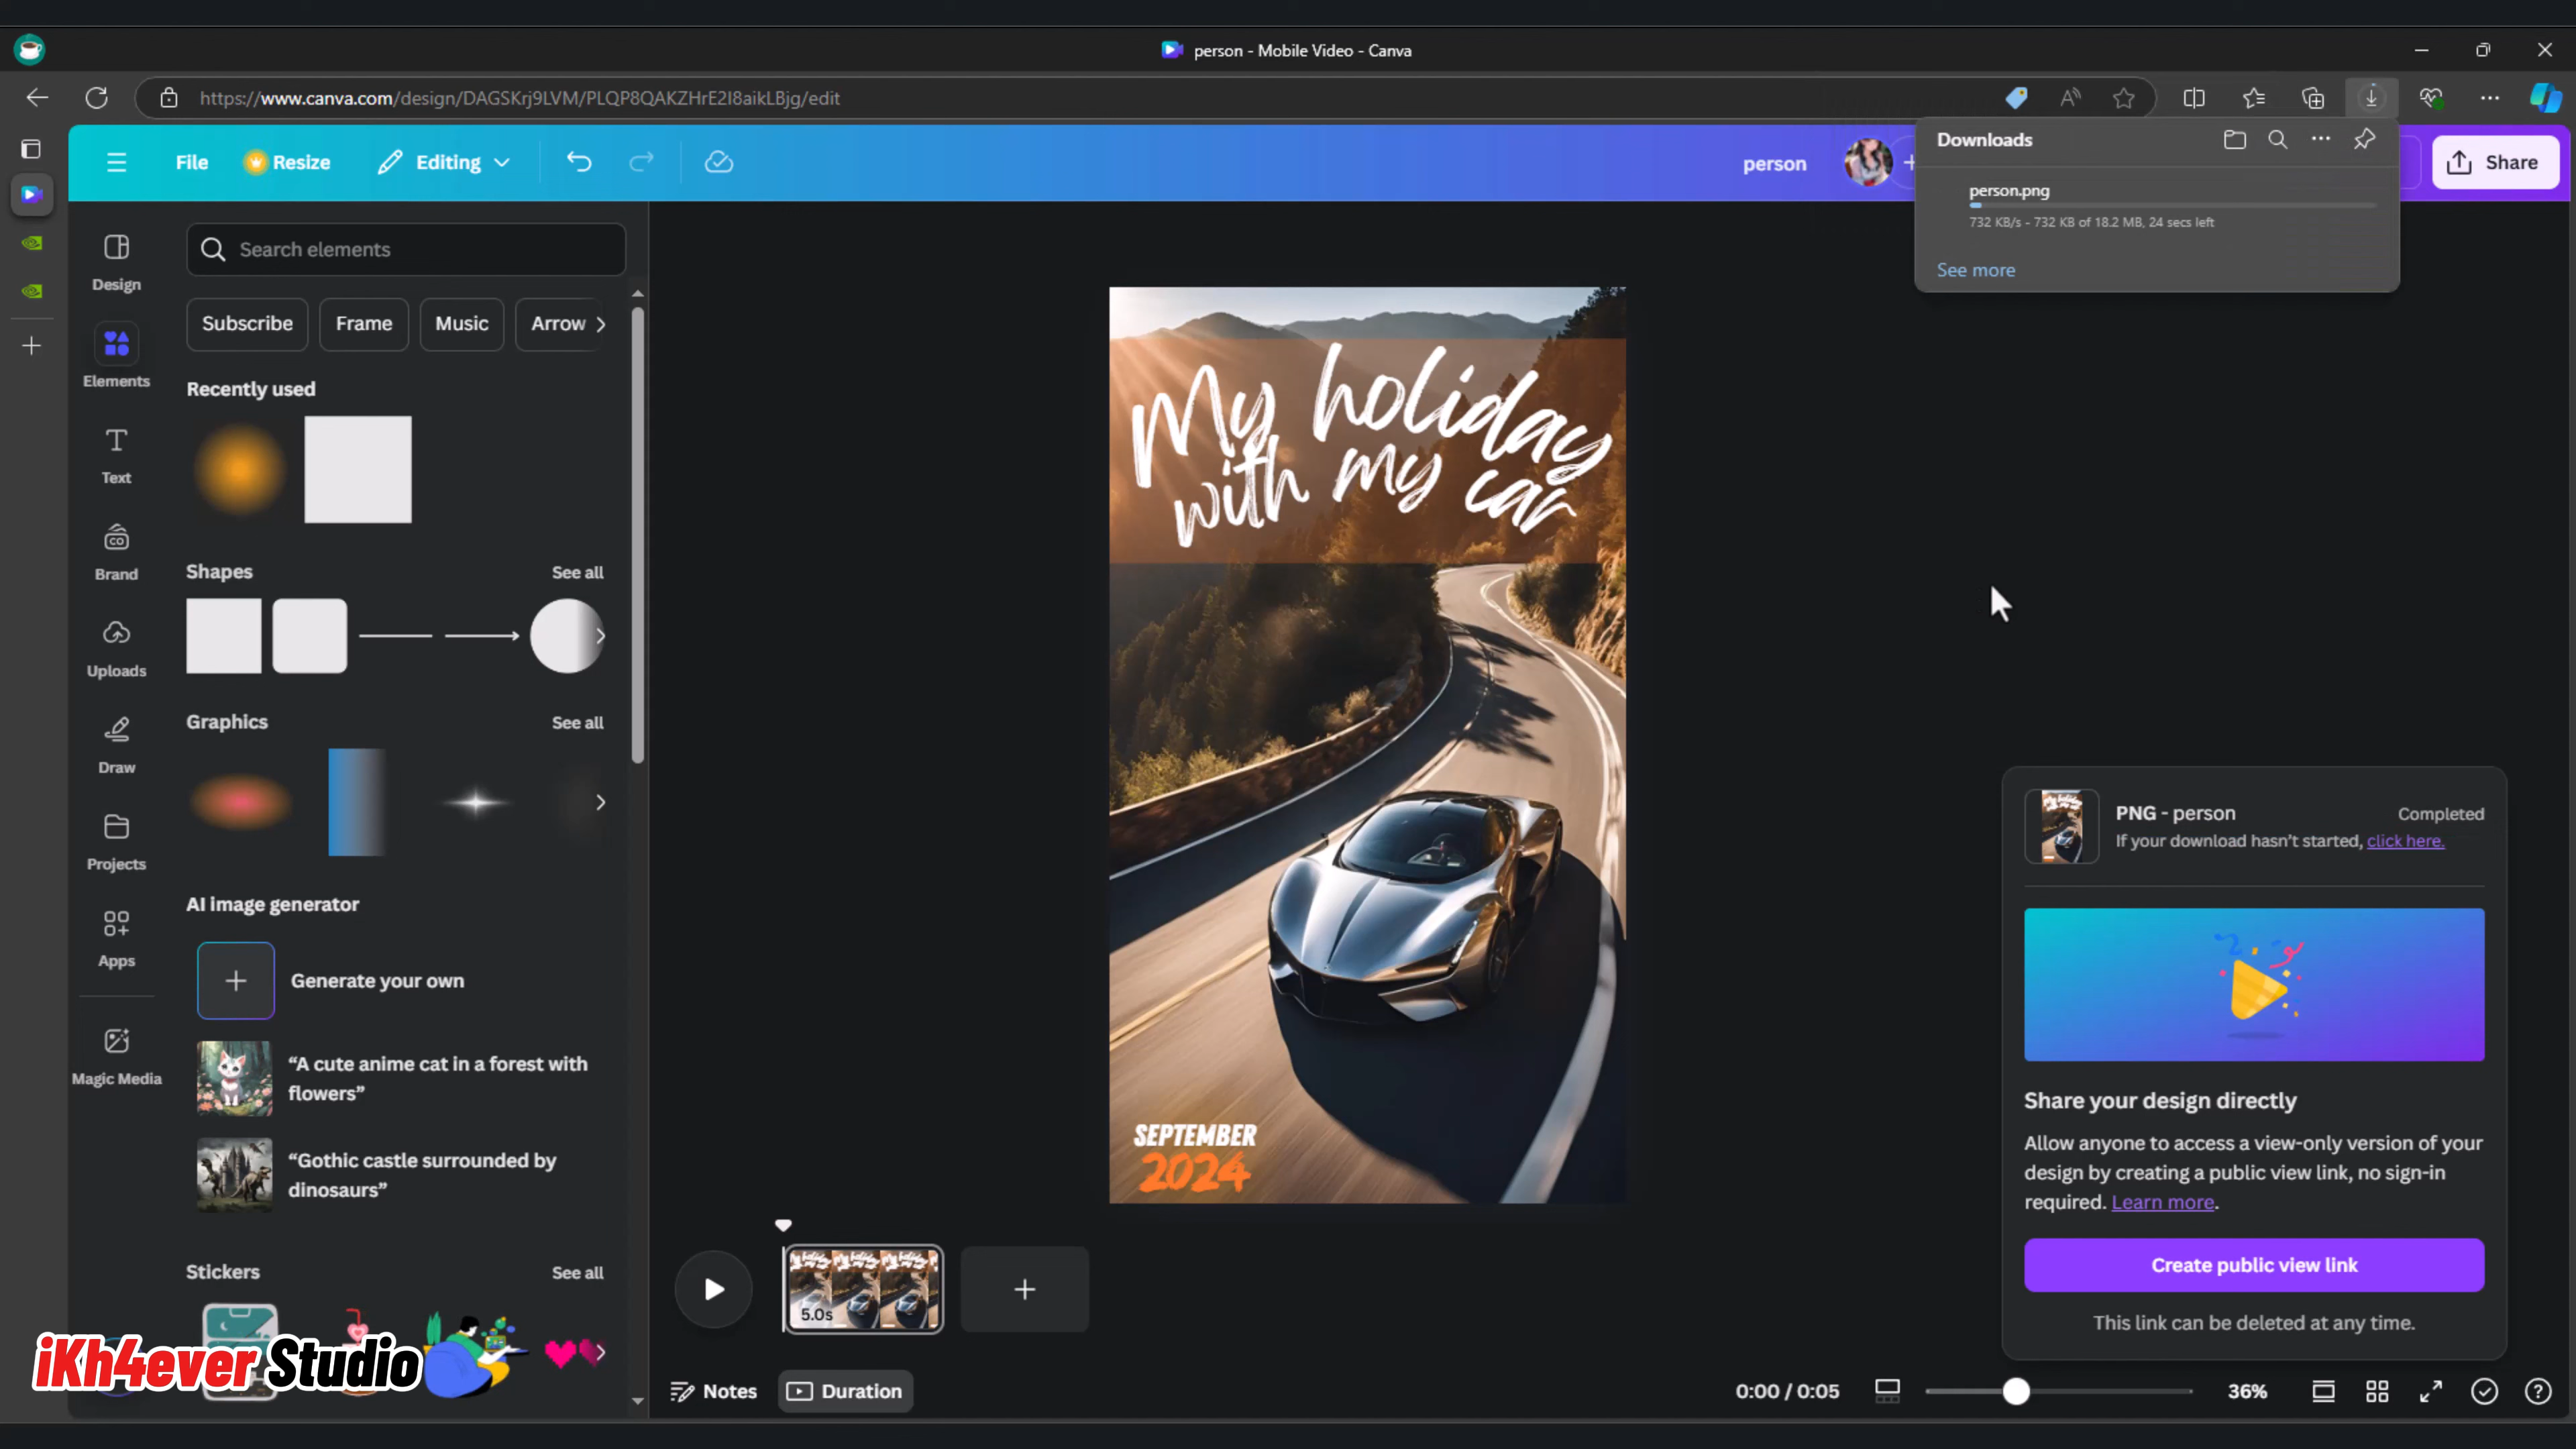 person - Mobile Video - Canva
https://www.canva.com/design/DAGSKrj9LVM/PLQP8QAKZHrE2I8aikLBjg/edit
File
Resize
Editing
person
Share
Downloads
person.png
732 KB/s - 732 KB of 18.2 MB, 24 secs left
See more
Design
Elements
Text
Brand
Uploads
Draw
Projects
Apps
Magic Media
Search elements
Subscribe
Frame
Music
Arrow
Recently used
Shapes
See all
Graphics
See all
AI image generator
Generate your own
“A cute anime cat in a forest with
flowers”
“Gothic castle surrounded by
dinosaurs”
Stickers
See all
iKh4ever Studio
My holiday
with my car
SEPTEMBER
2024
5.0s
Notes
Duration
0:00 / 0:05
36%
PNG - person
Completed
If your download hasn’t started, click here.
Share your design directly
Allow anyone to access a view-only version of your
design by creating a public view link, no sign-in
required. Learn more.
Create public view link
This link can be deleted at any time.